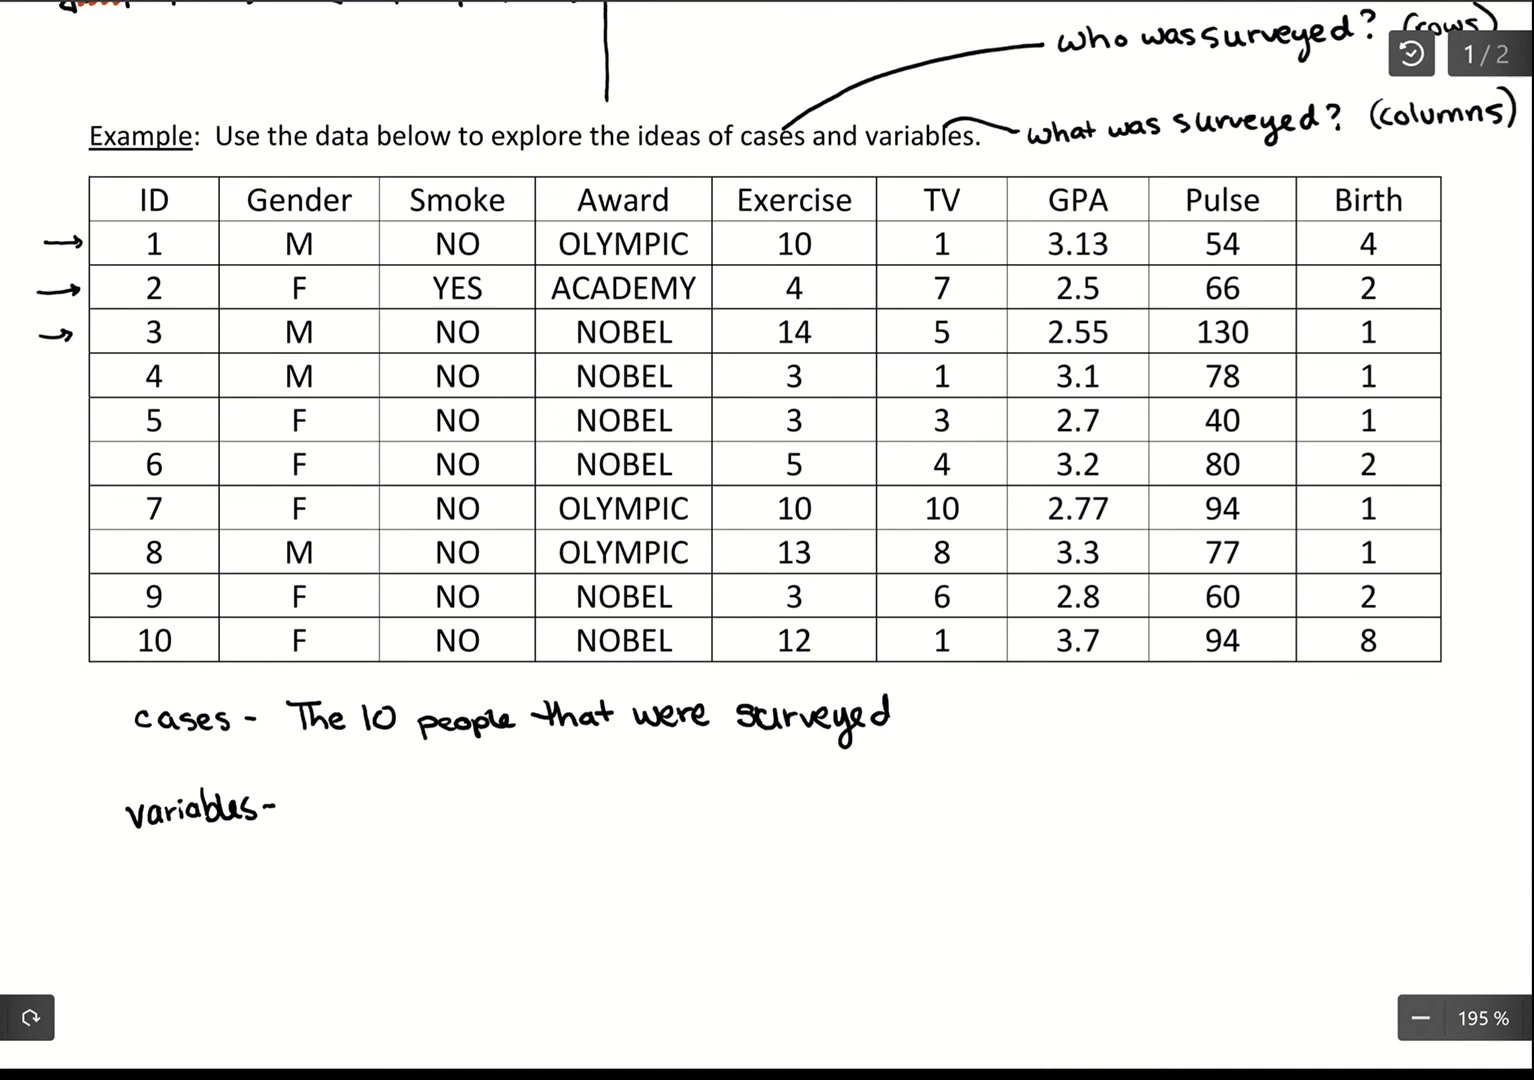 who was surveyed? (rows)
1 / 2
Example: Use the data below to explore the ideas of cases and variables.
what was surveyed? (columns)
ID Gender Smoke Award Exercise TV GPA Pulse Birth
1 M NO OLYMPIC 10 1 3.13 54 4
2 F YES ACADEMY 4 7 2.5 66 2
3 M NO NOBEL 14 5 2.55 130 1
4 M NO NOBEL 3 1 3.1 78 1
5 F NO NOBEL 3 3 2.7 40 1
6 F NO NOBEL 5 4 3.2 80 2
7 F NO OLYMPIC 10 10 2.77 94 1
8 M NO OLYMPIC 13 8 3.3 77 1
9 F NO NOBEL 3 6 2.8 60 2
10 F NO NOBEL 12 1 3.7 94 8
cases - The 10 people that were surveyed
variables -
195 %